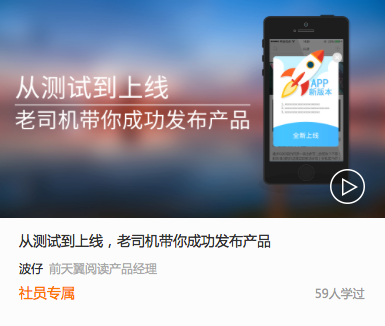 从测试到上线
老司机带你成功发布产品
APP
新版本
全新上线
从测试到上线，老司机带你成功发布产品
波仔 前天翼阅读产品经理
社员专属
59人学过